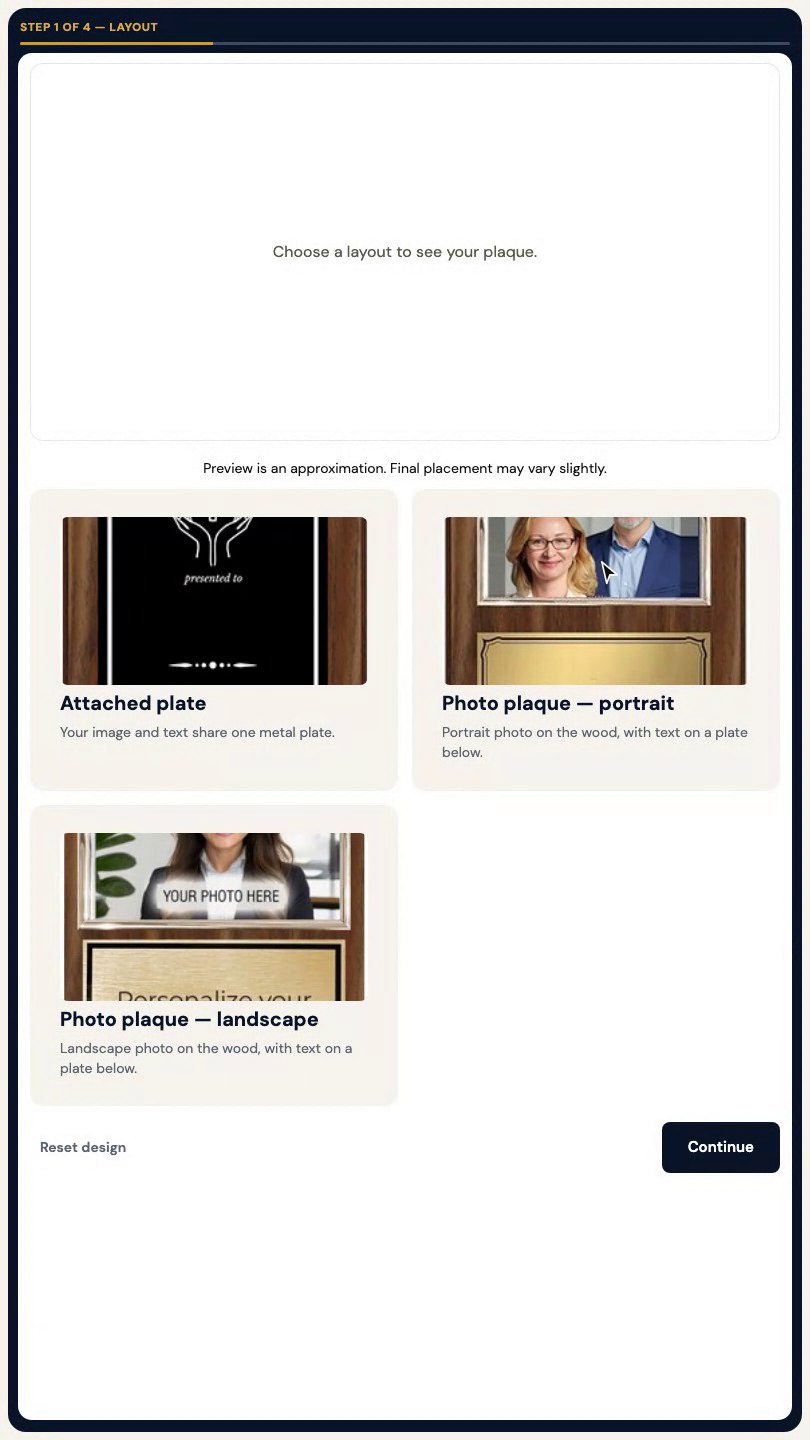 STEP 1 OF 4 — LAYOUT
Choose a layout to see your plaque.
Preview is an approximation. Final placement may vary slightly.
presented to
Attached plate
Your image and text share one metal plate.
Photo plaque — portrait
Portrait photo on the wood, with text on a plate
below.
YOUR PHOTO HERE
Personalize your
Photo plaque — landscape
Landscape photo on the wood, with text on a
plate below.
Reset design
Continue